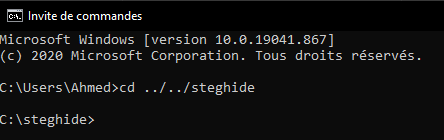 Invite de commandes
Microsoft Windows [version 10.0.19041.867]
(c) 2020 Microsoft Corporation. Tous droits réservés.
C:\Users\Ahmed>cd ../../steghide
C:\steghide>